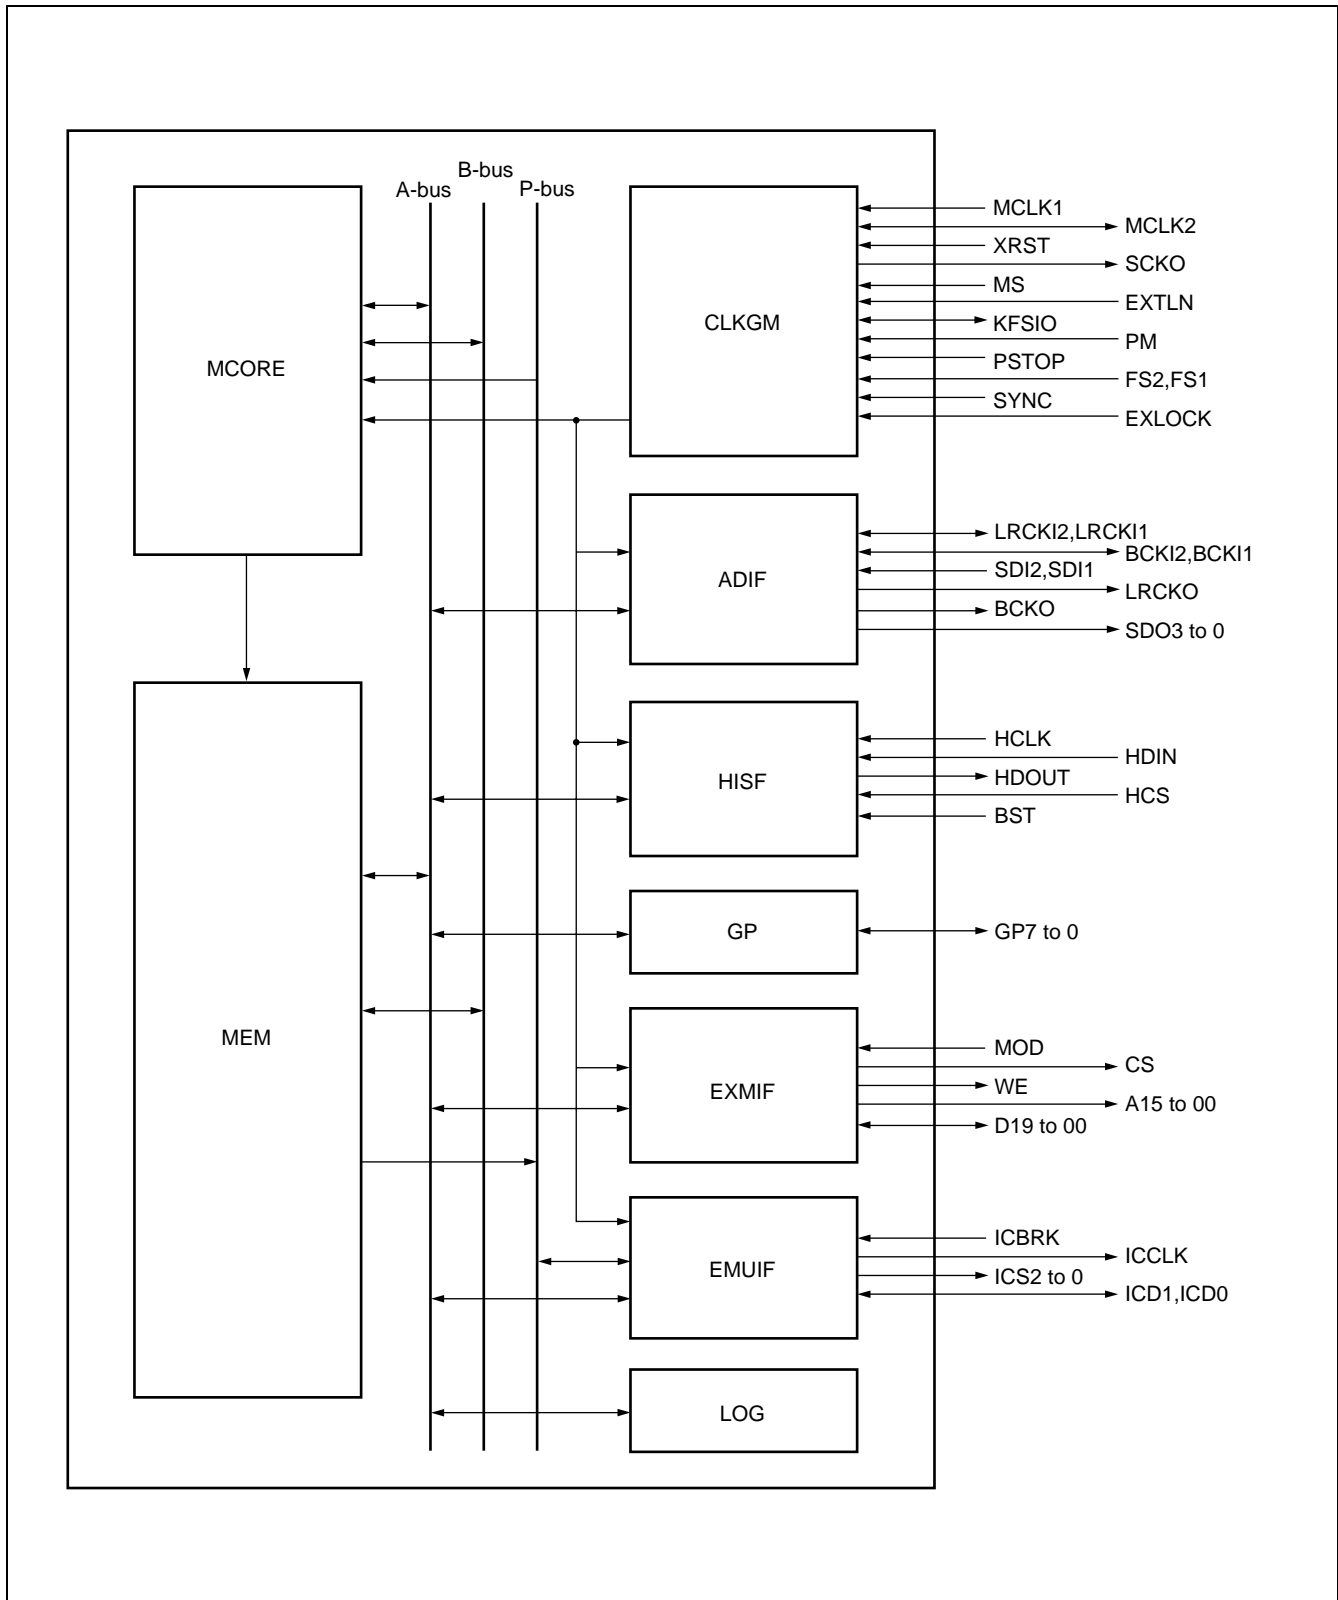 B-bus
A-bus
P-bus
MCORE
CLKGM
MCLK1
MCLK2
XRST
SCKO
MS
EXTLN
KFSIO
PM
PSTOP
FS2,FS1
SYNC
EXLOCK
ADIF
LRCKI2,LRCKI1
BCKI2,BCKI1
SDI2,SDI1
LRCKO
BCKO
SDO3 to 0
MEM
HISF
HCLK
HDIN
HDOUT
HCS
BST
GP
GP7 to 0
EXMIF
MOD
CS
WE
A15 to 00
D19 to 00
EMUIF
ICBRK
ICCLK
ICS2 to 0
ICD1,ICD0
LOG